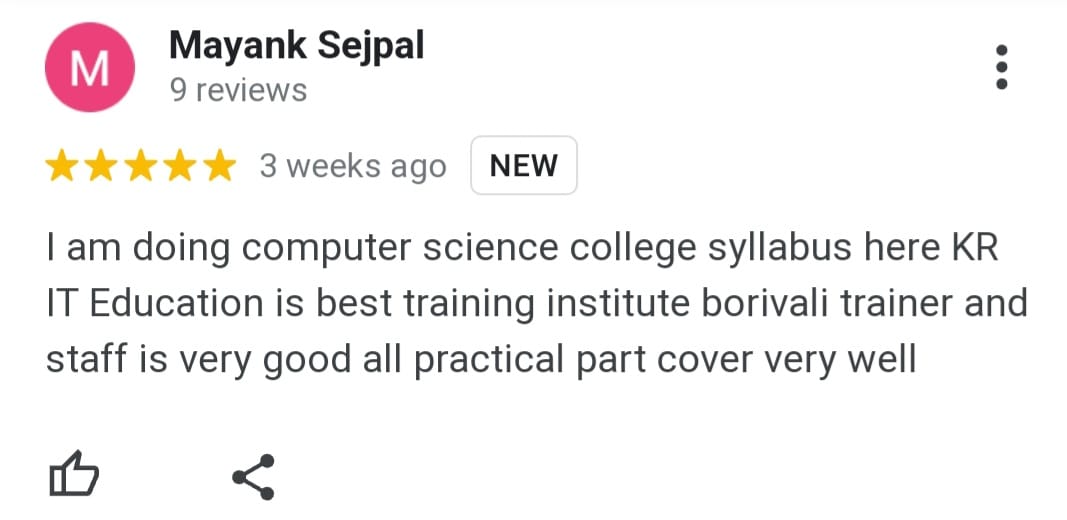 M
Mayank Sejpal
9 reviews
3 weeks ago NEW
I am doing computer science college syllabus here KR
IT Education is best training institute borivali trainer and
staff is very good all practical part cover very well